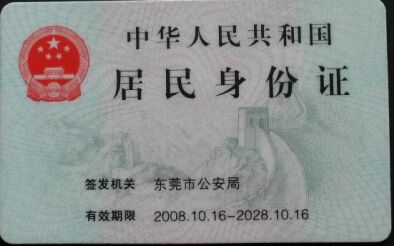 中华人民共和国
居民身份证
签发机关 东莞市公安局
有效期限 2008.10.16-2028.10.16